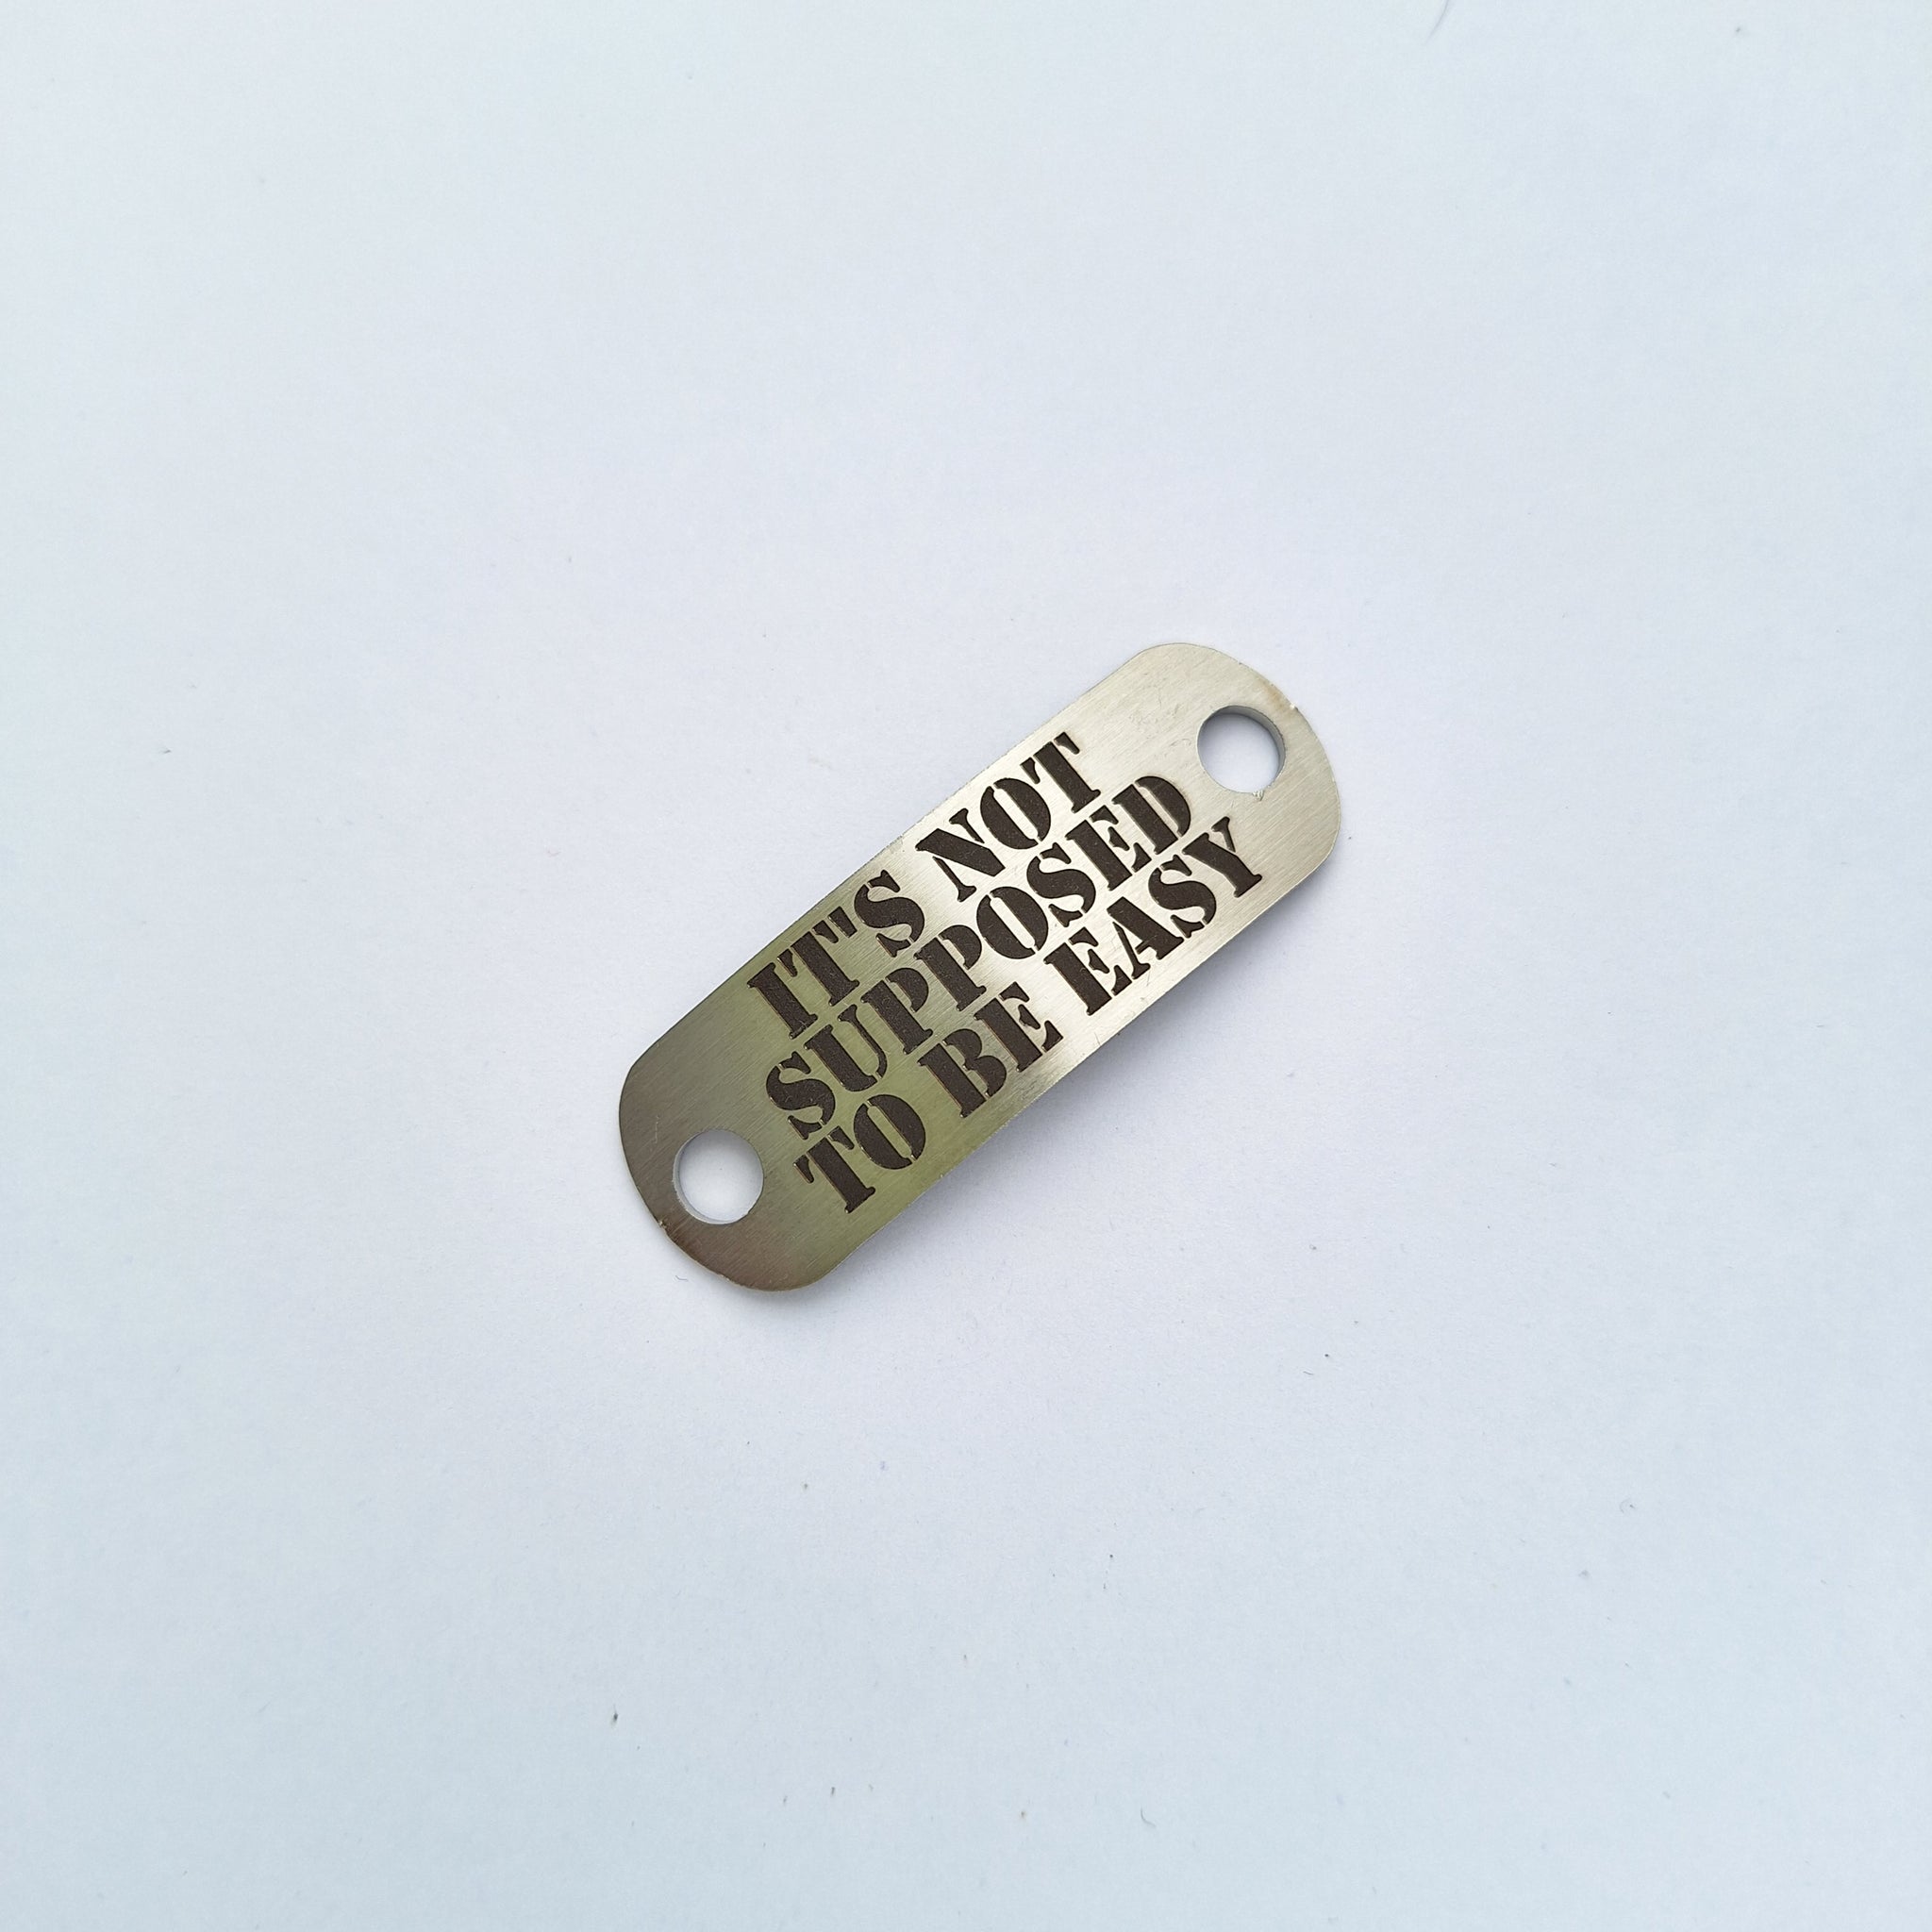 IT'S NOT
SUPPOSED
TO BE EASY